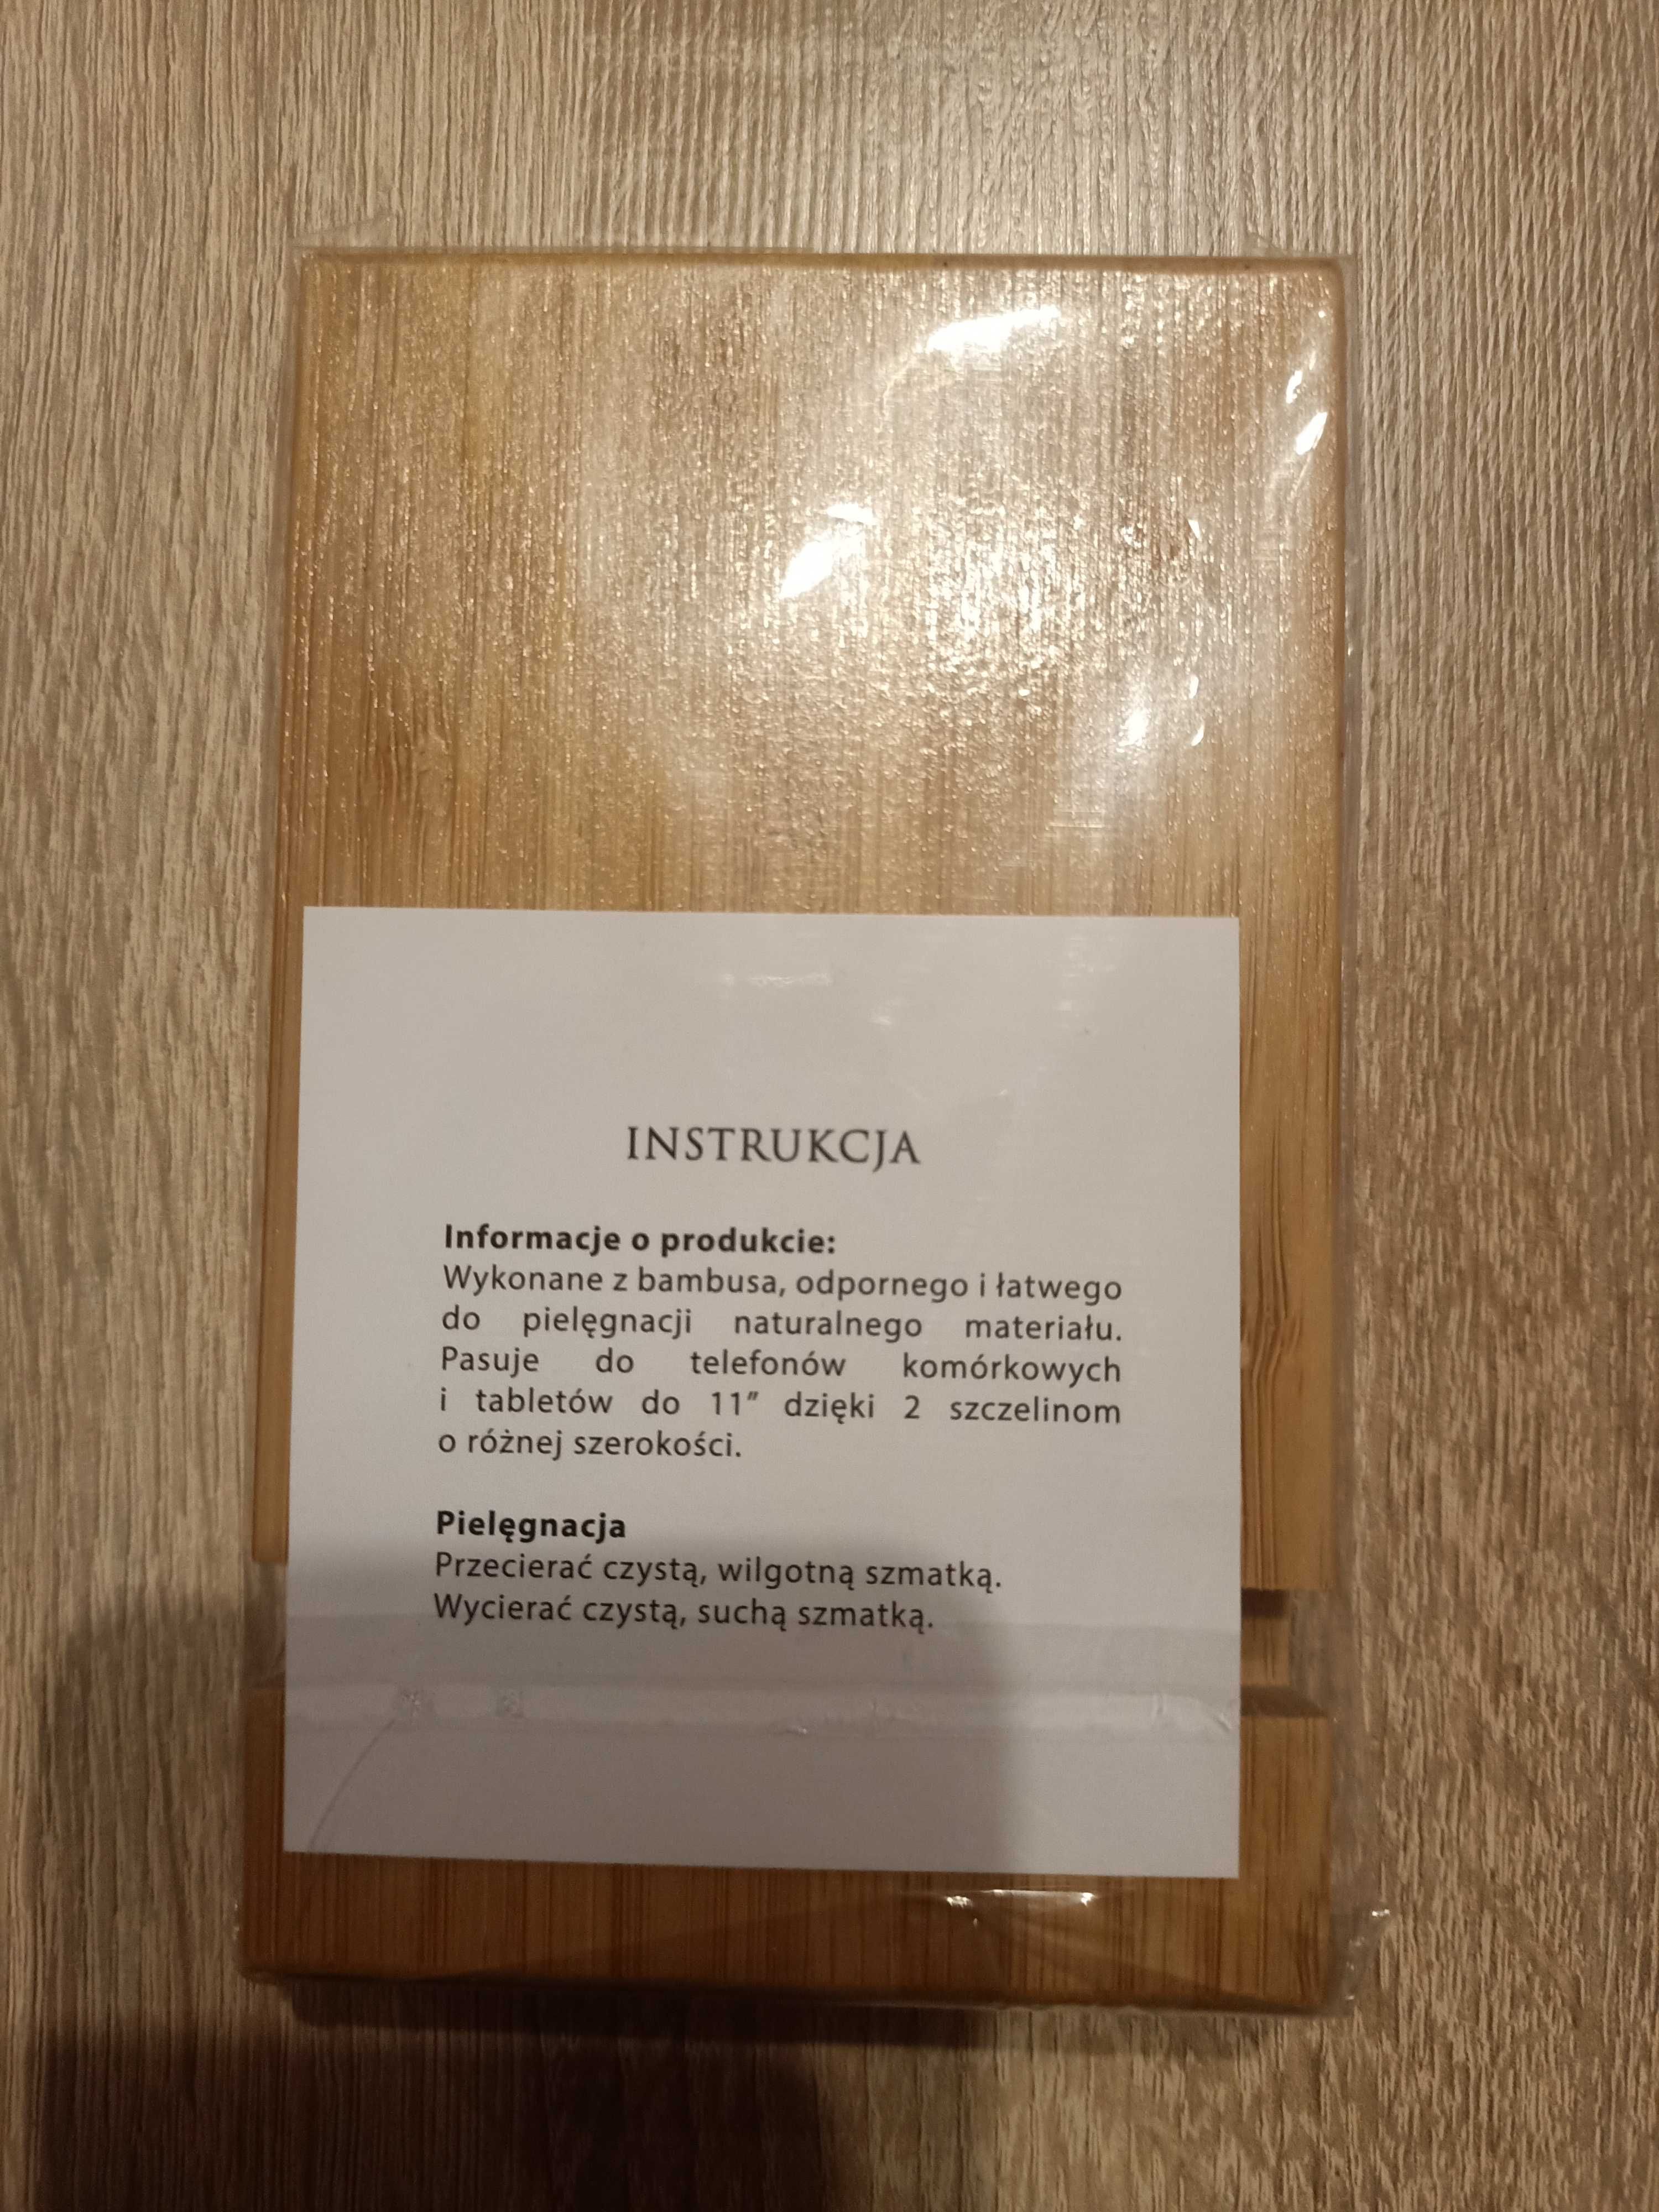 INSTRUKCJA
Informacje o produkcie:
Wykonane z bambusa, odpornego i łatwego
do pielęgnacji naturalnego materiału.
Pasuje do telefonów komórkowych
i tabletów do 11″ dzięki 2 szczelinom
o różnej szerokości.
Pielęgnacja
Przecierać czystą, wilgotną szmatką.
Wycierać czystą, suchą szmatką.